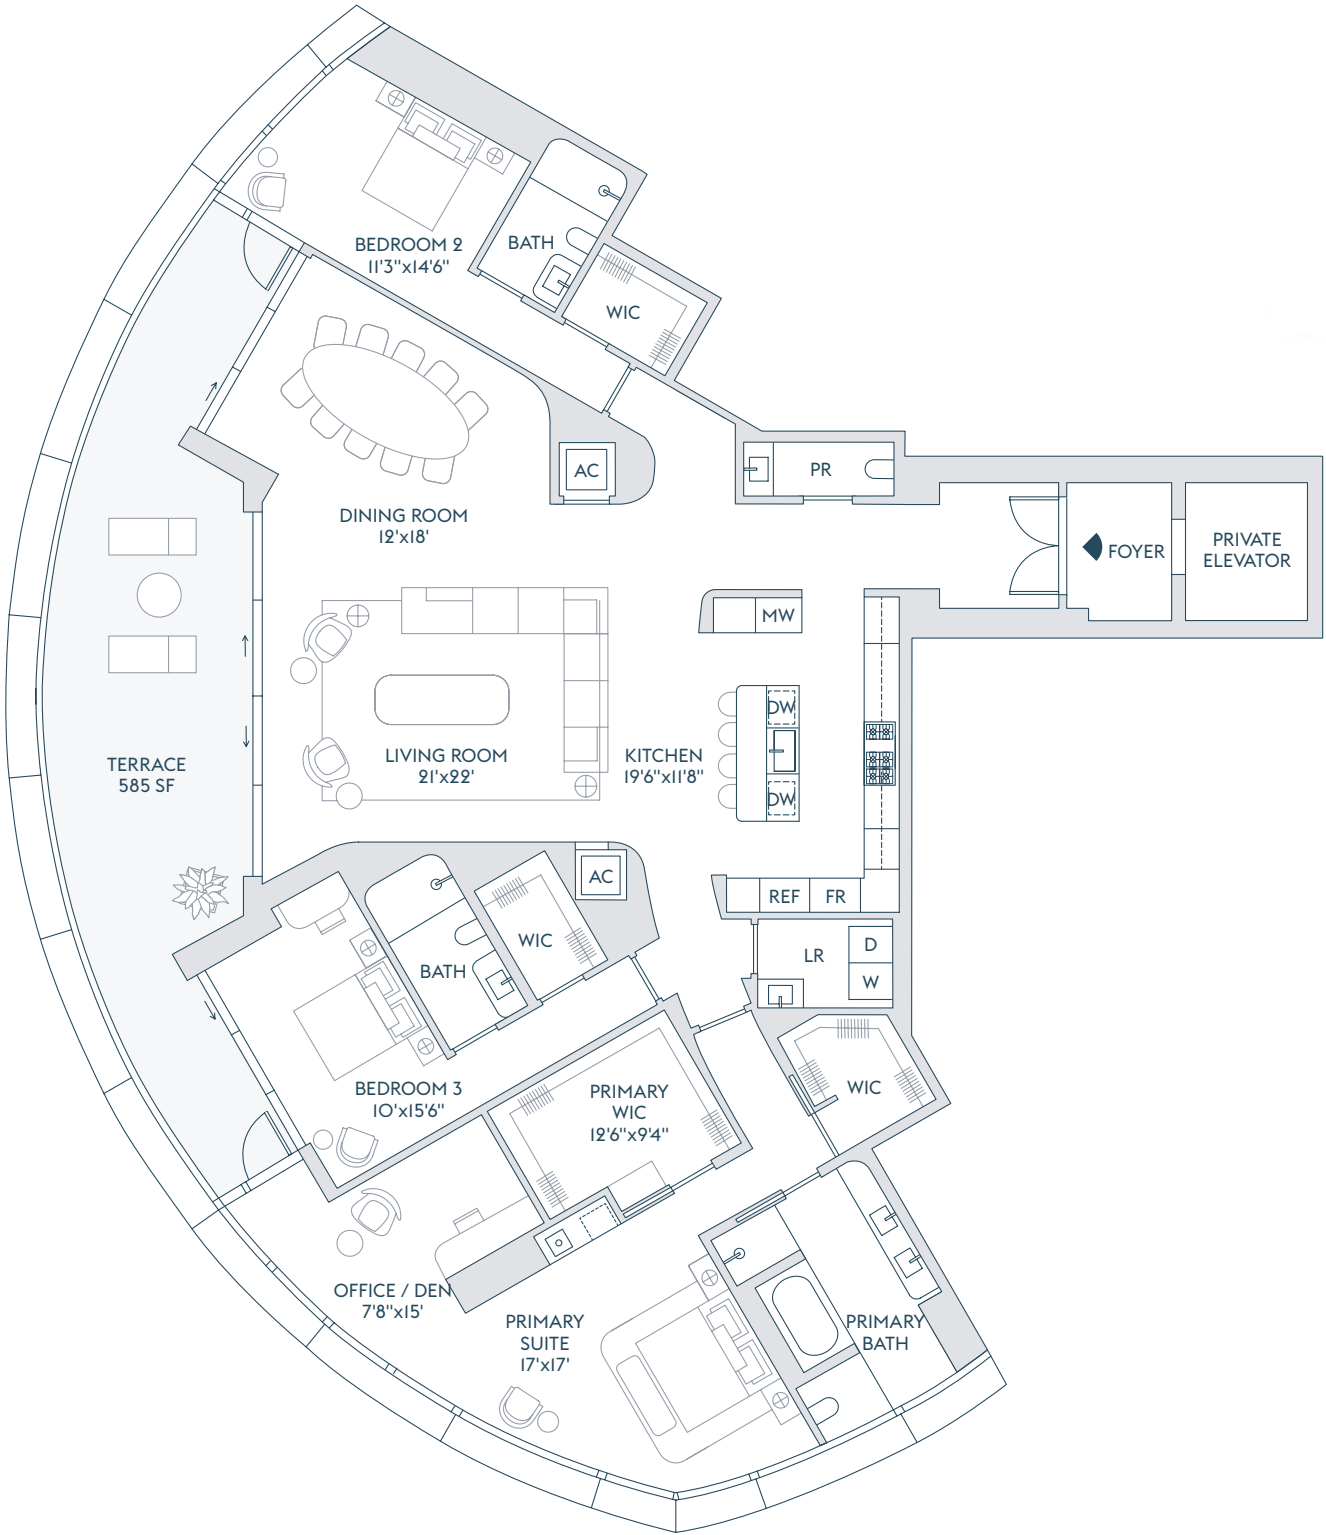 BEDROOM 2
11'3"x14'6"
BATH
WIC
AC
PR
DINING ROOM
12'x18'
FOYER
PRIVATE
ELEVATOR
MW
DW
LIVING ROOM
21'x22'
KITCHEN
19'6"x11'8"
TERRACE
585 SF
DW
AC
REF
FR
WIC
BATH
LR
D
W
BEDROOM 3
10'x15'6"
PRIMARY
WIC
12'6"x9'4"
WIC
OFFICE / DEN
7'8"x15'
PRIMARY
SUITE
17'x17'
PRIMARY
BATH